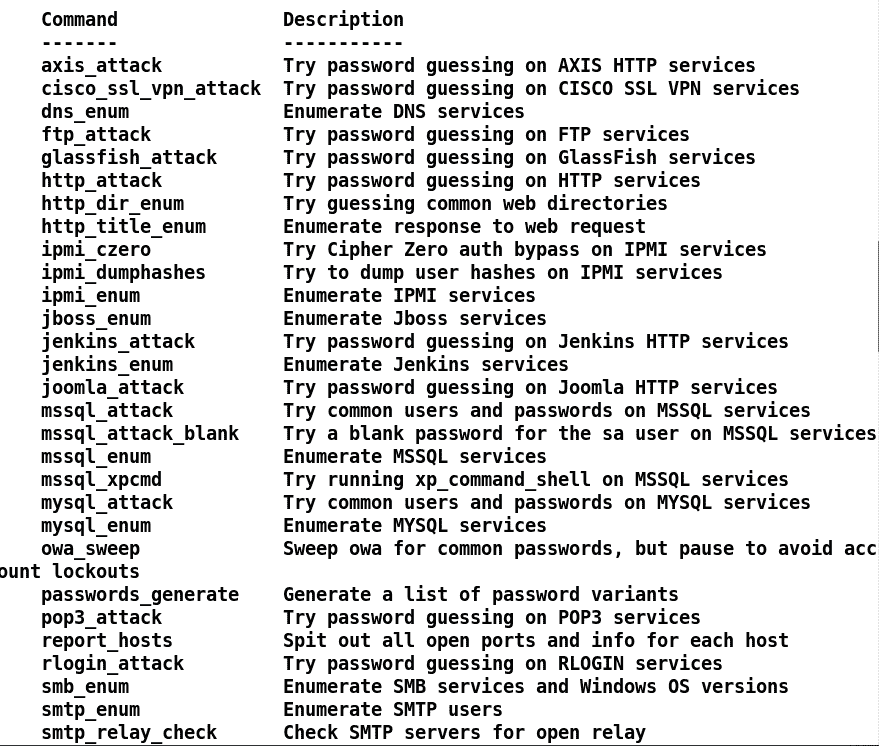 Command Description
------- -----------
axis_attack Try password guessing on AXIS HTTP services
cisco_ssl_vpn_attack Try password guessing on CISCO SSL VPN services
dns_enum Enumerate DNS services
ftp_attack Try password guessing on FTP services
glassfish_attack Try password guessing on GlassFish services
http_attack Try password guessing on HTTP services
http_dir_enum Try guessing common web directories
http_title_enum Enumerate response to web request
ipmi_czero Try Cipher Zero auth bypass on IPMI services
ipmi_dumphashes Try to dump user hashes on IPMI services
ipmi_enum Enumerate IPMI services
jboss_enum Enumerate Jboss services
jenkins_attack Try password guessing on Jenkins HTTP services
jenkins_enum Enumerate Jenkins services
joomla_attack Try password guessing on Joomla HTTP services
mssql_attack Try common users and passwords on MSSQL services
mssql_attack_blank Try a blank password for the sa user on MSSQL services
mssql_enum Enumerate MSSQL services
mssql_xpcmd Try running xp_command_shell on MSSQL services
mysql_attack Try common users and passwords on MYSQL services
mysql_enum Enumerate MYSQL services
owa_sweep Sweep owa for common passwords, but pause to avoid acc
ount lockouts
passwords_generate Generate a list of password variants
pop3_attack Try password guessing on POP3 services
report_hosts Spit out all open ports and info for each host
rlogin_attack Try password guessing on RLOGIN services
smb_enum Enumerate SMB services and Windows OS versions
smtp_enum Enumerate SMTP users
smtp_relay_check Check SMTP servers for open relay